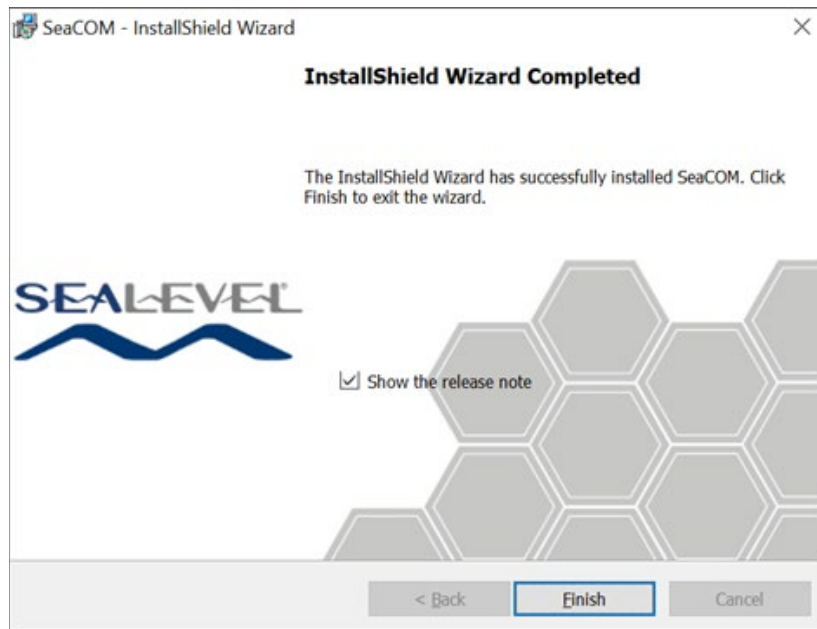 SeaCOM - InstallShield Wizard
InstallShield Wizard Completed
The InstallShield Wizard has successfully installed SeaCOM. Click
Finish to exit the wizard.
SEALEVEL®
Show the release note
< Back
Finish
Cancel